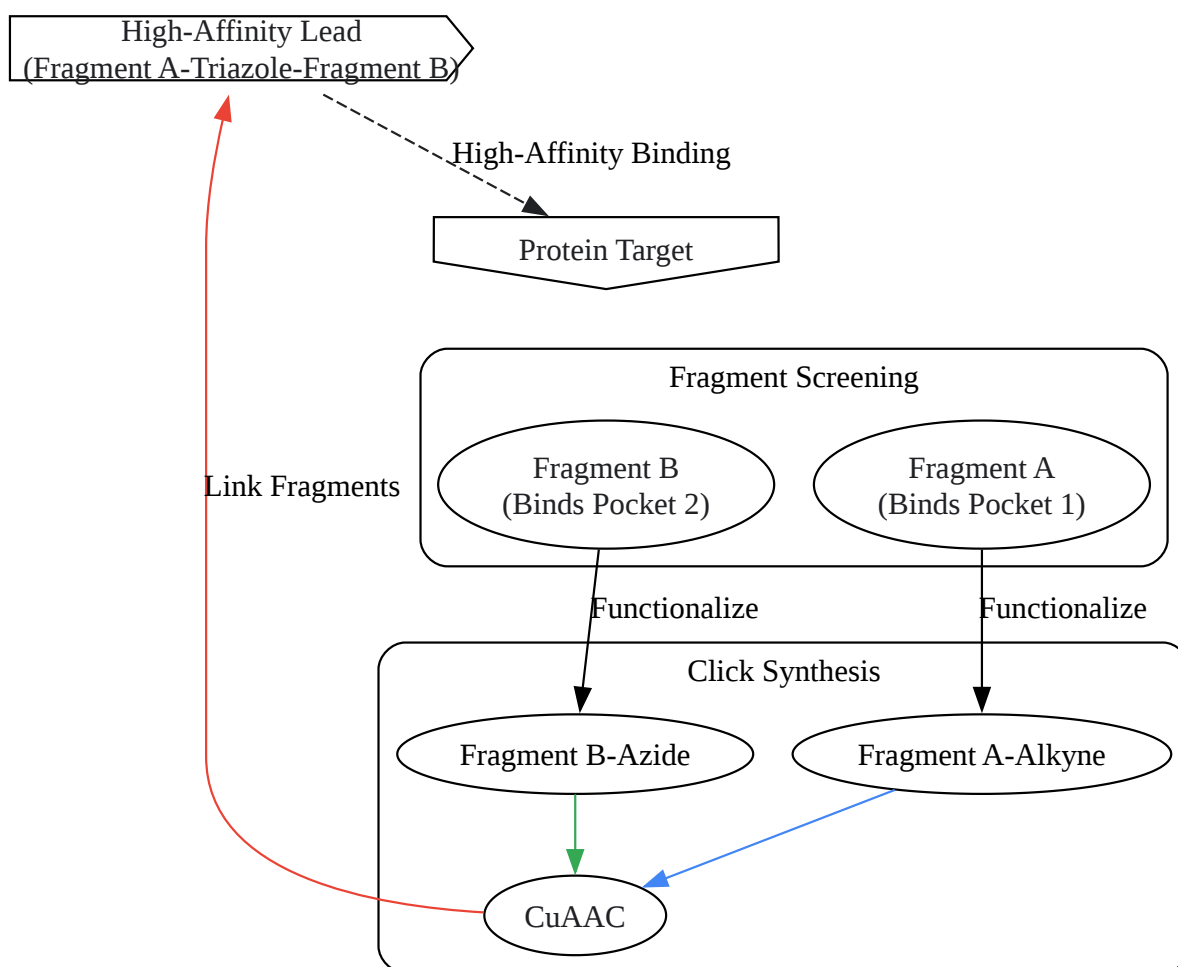 High-Affinity Lead
(Fragment A-Triazole-Fragment B)
High-Affinity Binding
Protein Target
Fragment Screening
Fragment B
(Binds Pocket 2)
Fragment A
(Binds Pocket 1)
Link Fragments
Functionalize
Functionalize
Click Synthesis
Fragment B-Azide
Fragment A-Alkyne
CuAAC